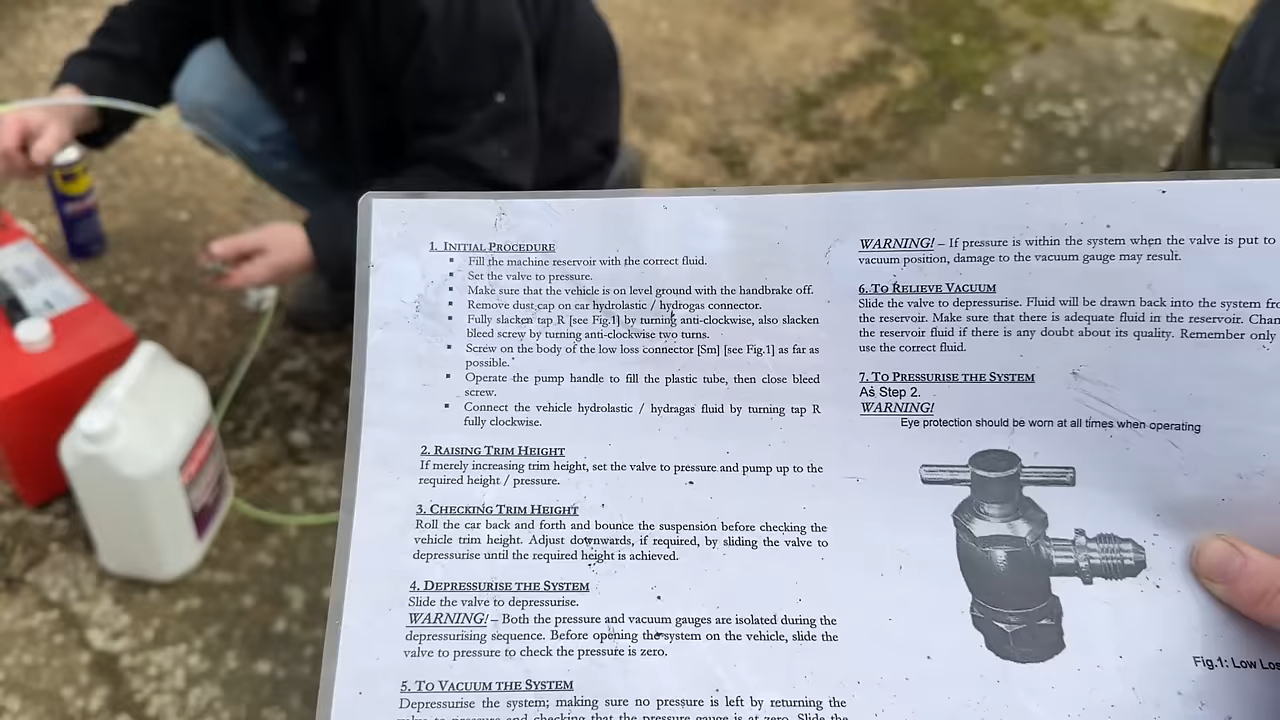 1. INITIAL PROCEDURE
▪ Fill the machine reservoir with the correct fluid.
▪ Set the valve to pressure.
▪ Make sure that the vehicle is on level ground with the handbrake off.
▪ Remove dust cap on car hydrolastic / hydrogas connector.
▪ Fully slacken tap R [see Fig.1] by turning anti-clockwise, also slacken
bleed screw by turning anti-clockwise two turns.
▪ Screw on the body of the low loss connector [Sm] [see Fig.1] as far as
possible.
▪ Operate the pump handle to fill the plastic tube, then close bleed
screw.
▪ Connect the vehicle hydrolastic / hydragas fluid by turning tap R
fully clockwise.
2. RAISING TRIM HEIGHT
If merely increasing trim height, set the valve to pressure and pump up to the
required height / pressure.
3. CHECKING TRIM HEIGHT
Roll the car back and forth and bounce the suspension before checking the
vehicle trim height. Adjust downwards, if required, by sliding the valve to
depressurise until the required height is achieved.
4. DEPRESSURISE THE SYSTEM
Slide the valve to depressurise.
WARNING! – Both the pressure and vacuum gauges are isolated during the
depressurising sequence. Before opening the system on the vehicle, slide the
valve to pressure to check the pressure is zero.
5. TO VACUUM THE SYSTEM
Depressurise the system; making sure no pressure is left by returning the
valve to pressure and checking that the pressure gauge is at zero. Slide the
WARNING! – If pressure is within the system when the valve is put to
vacuum position, damage to the vacuum gauge may result.
6. TO RELIEVE VACUUM
Slide the valve to depressurise. Fluid will be drawn back into the system
the reservoir. Make sure that there is adequate fluid in the reservoir.
the reservoir fluid if there is any doubt about its quality. Remember only
use the correct fluid.
7. TO PRESSURISE THE SYSTEM
As Step 2.
WARNING!
Eye protection should be worn at all times when operating
Fig.1: Low